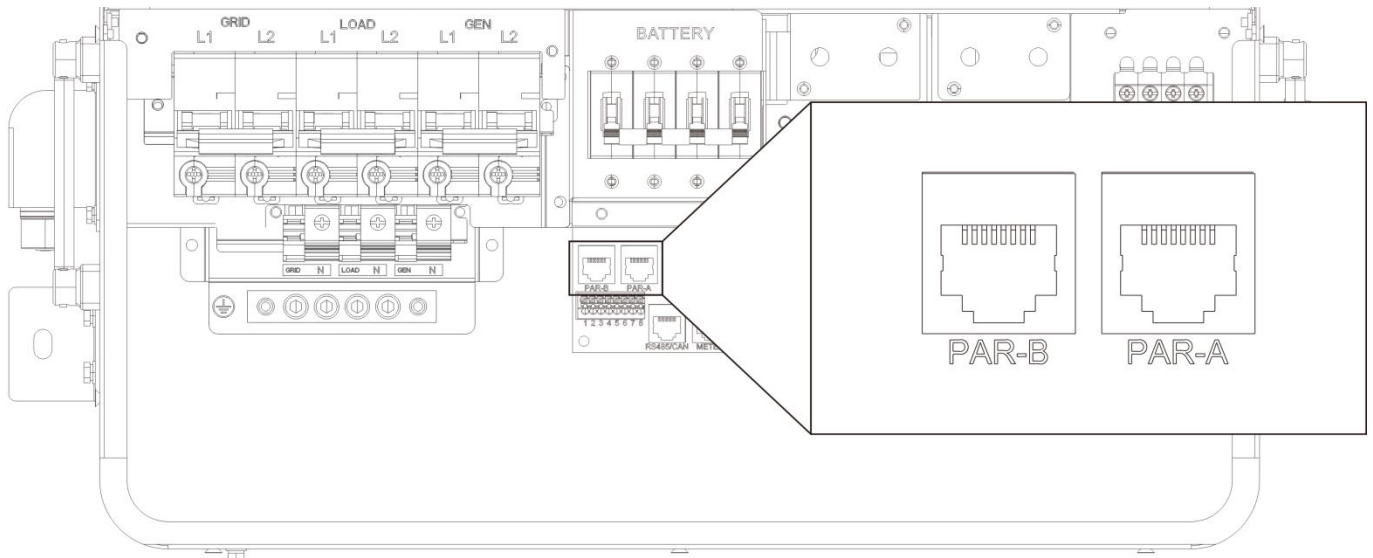 GRID LOAD GEN
L1 L2 L1 L2 L1 L2
BATTERY
GRID N LOAD N GEN N
PAR-B PAR-A
1 2 3 4 5 6 7 8
RS485/CAN
PAR-B PAR-A